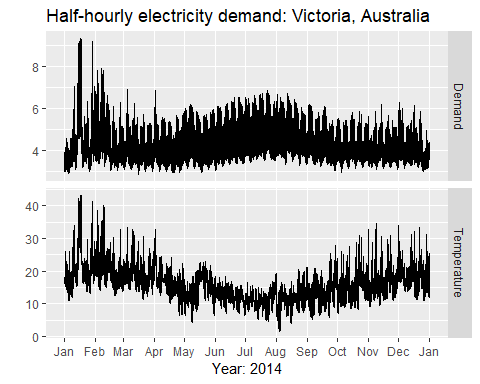 Half-hourly electricity demand: Victoria, Australia
8
6
4
Demand
40
30
20
10
0
Temperature
Jan Feb Mar Apr May Jun Jul Aug Sep Oct Nov Dec Jan
Year: 2014